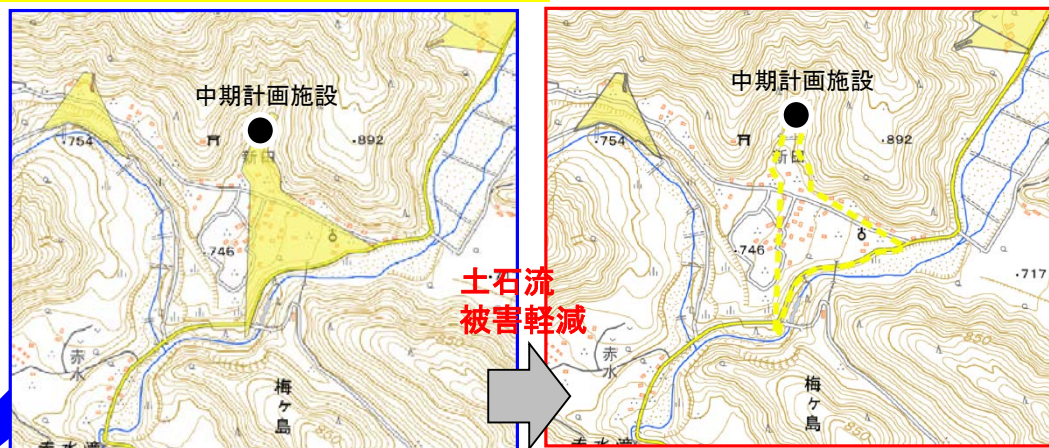 中期計画施設
・754
・892
新田
・746
赤水
梅ヶ島
土石流
被害軽減
中期計画施設
・754
・892
新田
・746
・717
850
赤水
梅ヶ島
850